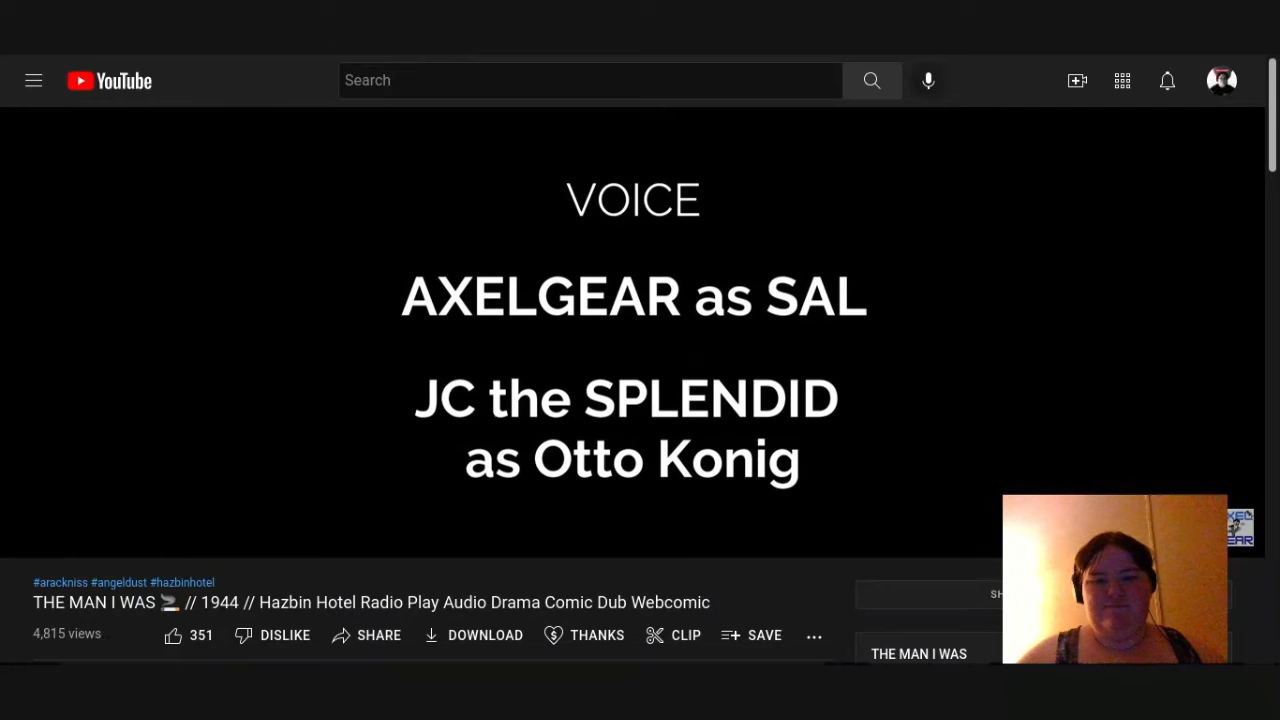 YouTube
Search
VOICE
AXELGEAR as SAL
JC the SPLENDID
as Otto Konig
#arackniss #angeldust #hazbinhotel
THE MAN I WAS 🚬 // 1944 // Hazbin Hotel Radio Play Audio Drama Comic Dub Webcomic
4,815 views
351
DISLIKE
SHARE
DOWNLOAD
THANKS
CLIP
SAVE
THE MAN I WAS